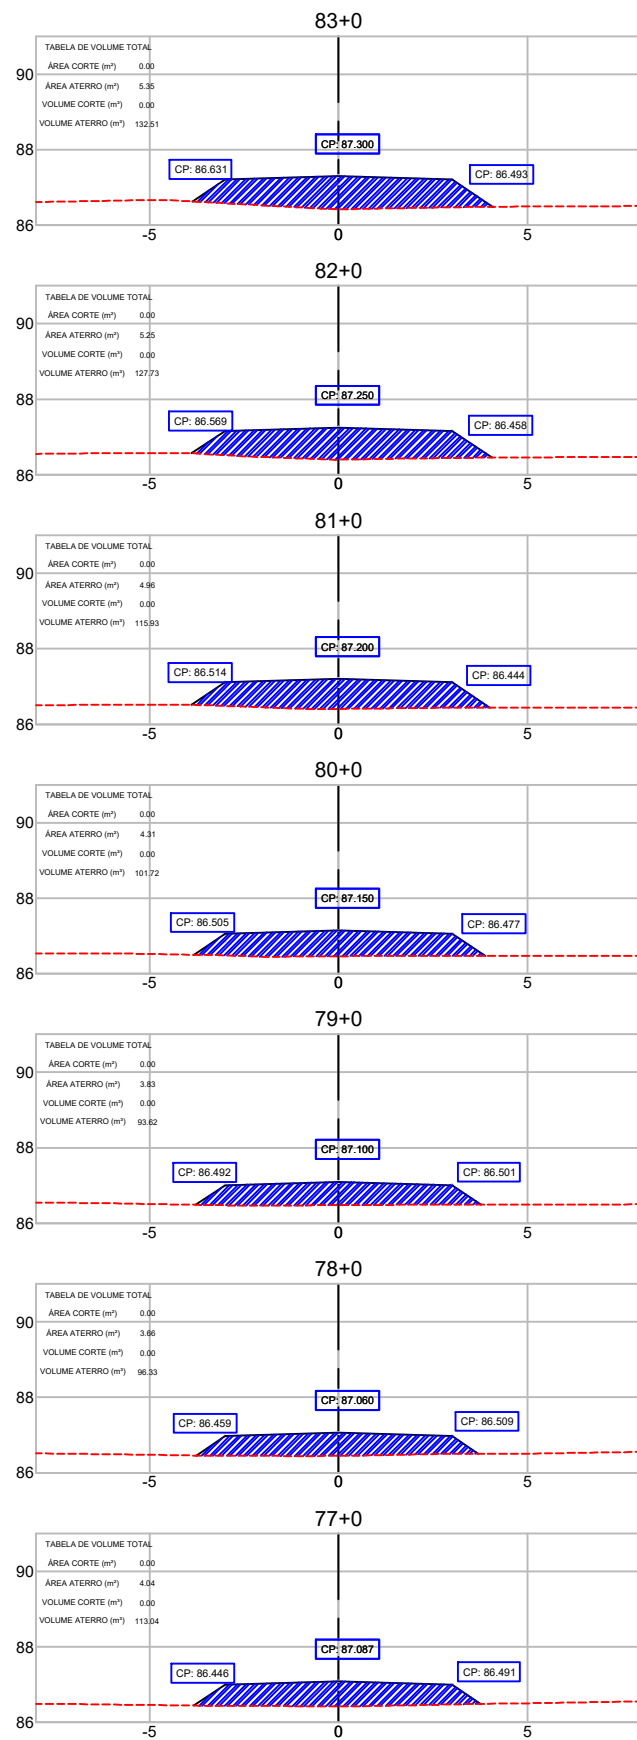 83+0
TABELA DE VOLUME TOTAL
90
ÁREA CORTE (m²) 0.00
ÁREA ATERRO (m²) 5.35
VOLUME CORTE (m³) 0.00
VOLUME ATERRO (m³) 132.51
CP: 87.300
88
CP: 86.631
CP: 86.493
86
-5 0 5
82+0
TABELA DE VOLUME TOTAL
ÁREA CORTE (m²) 0.00
90
ÁREA ATERRO (m²) 5.25
VOLUME CORTE (m³) 0.00
VOLUME ATERRO (m³) 127.73
CP: 87.250
88
CP: 86.569
CP: 86.458
86
-5 0 5
81+0
TABELA DE VOLUME TOTAL
ÁREA CORTE (m²) 0.00
90
ÁREA ATERRO (m²) 4.96
VOLUME CORTE (m³) 0.00
VOLUME ATERRO (m³) 115.93
CP: 87.200
88
CP: 86.514
CP: 86.444
86
-5 0 5
80+0
TABELA DE VOLUME TOTAL
ÁREA CORTE (m²) 0.00
90
ÁREA ATERRO (m²) 4.31
VOLUME CORTE (m³) 0.00
VOLUME ATERRO (m³) 101.72
CP: 87.150
88
CP: 86.505
CP: 86.477
86
-5 0 5
79+0
TABELA DE VOLUME TOTAL
ÁREA CORTE (m²) 0.00
90
ÁREA ATERRO (m²) 3.83
VOLUME CORTE (m³) 0.00
VOLUME ATERRO (m³) 93.62
CP: 87.100
88
CP: 86.492
CP: 86.501
86
-5 0 5
78+0
TABELA DE VOLUME TOTAL
ÁREA CORTE (m²) 0.00
90
ÁREA ATERRO (m²) 3.66
VOLUME CORTE (m³) 0.00
VOLUME ATERRO (m³) 96.33
CP: 87.060
88
CP: 86.459
CP: 86.509
86
-5 0 5
77+0
TABELA DE VOLUME TOTAL
ÁREA CORTE (m²) 0.00
90
ÁREA ATERRO (m²) 4.04
VOLUME CORTE (m³) 0.00
VOLUME ATERRO (m³) 113.04
CP: 87.087
88
CP: 86.446
CP: 86.491
86
-5 0 5